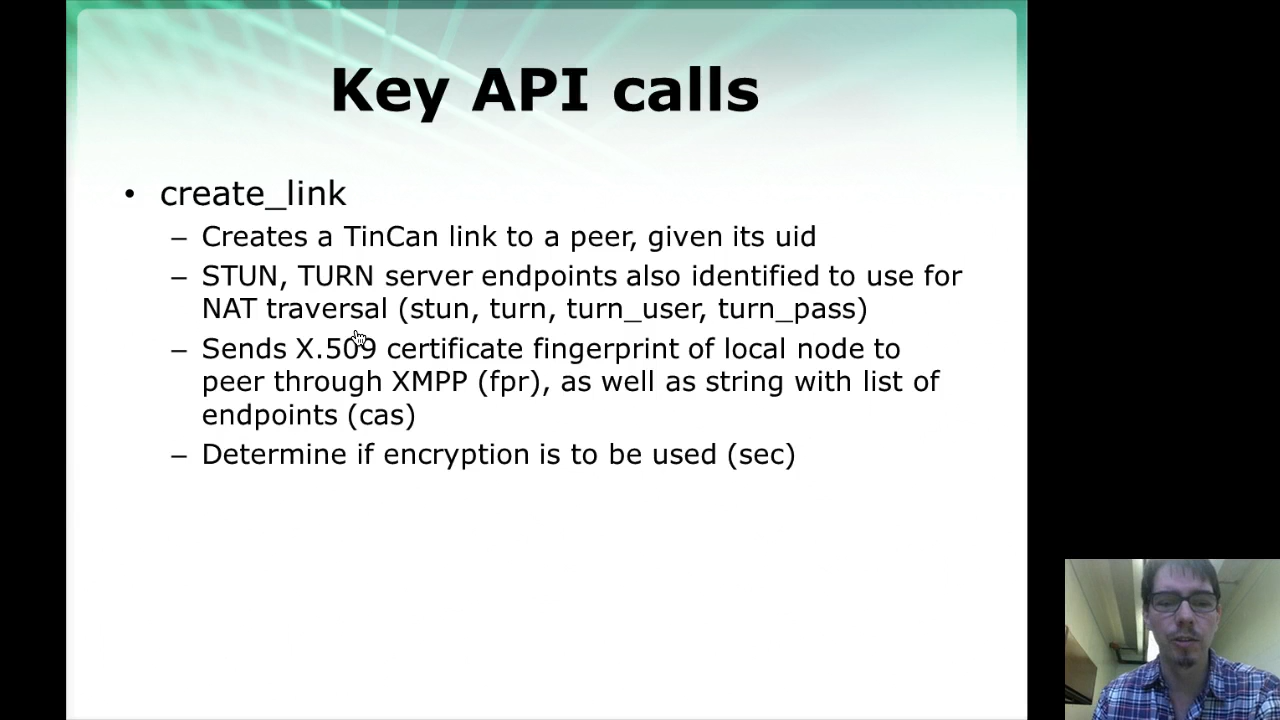 Key API calls
• create_link
– Creates a TinCan link to a peer, given its uid
– STUN, TURN server endpoints also identified to use for
NAT traversal (stun, turn, turn_user, turn_pass)
– Sends X.509 certificate fingerprint of local node to
peer through XMPP (fpr), as well as string with list of
endpoints (cas)
– Determine if encryption is to be used (sec)